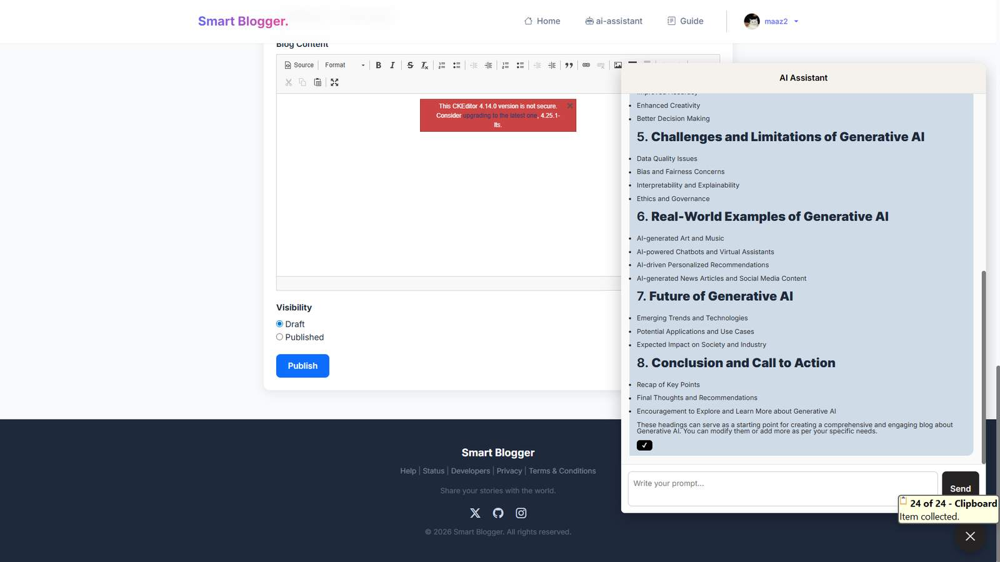 Smart Blogger.
Home
ai-assistant
Guide
maaz2
Blog Content
Source
Format
This CKEditor 4.14.0 version is not secure.
Consider upgrading to the latest one, 4.25.1-
lts.
Visibility
Draft
Published
Publish
AI Assistant
Improved Accuracy
Enhanced Creativity
Better Decision Making
5. Challenges and Limitations of Generative AI
Data Quality Issues
Bias and Fairness Concerns
Interpretability and Explainability
Ethics and Governance
6. Real-World Examples of Generative AI
AI-generated Art and Music
AI-powered Chatbots and Virtual Assistants
AI-driven Personalized Recommendations
AI-generated News Articles and Social Media Content
7. Future of Generative AI
Emerging Trends and Technologies
Potential Applications and Use Cases
Expected Impact on Society and Industry
8. Conclusion and Call to Action
Recap of Key Points
Final Thoughts and Recommendations
Encouragement to Explore and Learn More about Generative AI
These headings can serve as a starting point for creating a comprehensive and engaging blog about
Generative AI. You can modify them or add more as per your specific needs.
Write your prompt...
Send
24 of 24 - Clipboard
Item collected.
Smart Blogger
Help | Status | Developers | Privacy | Terms & Conditions
Share your stories with the world.
© 2026 Smart Blogger. All rights reserved.